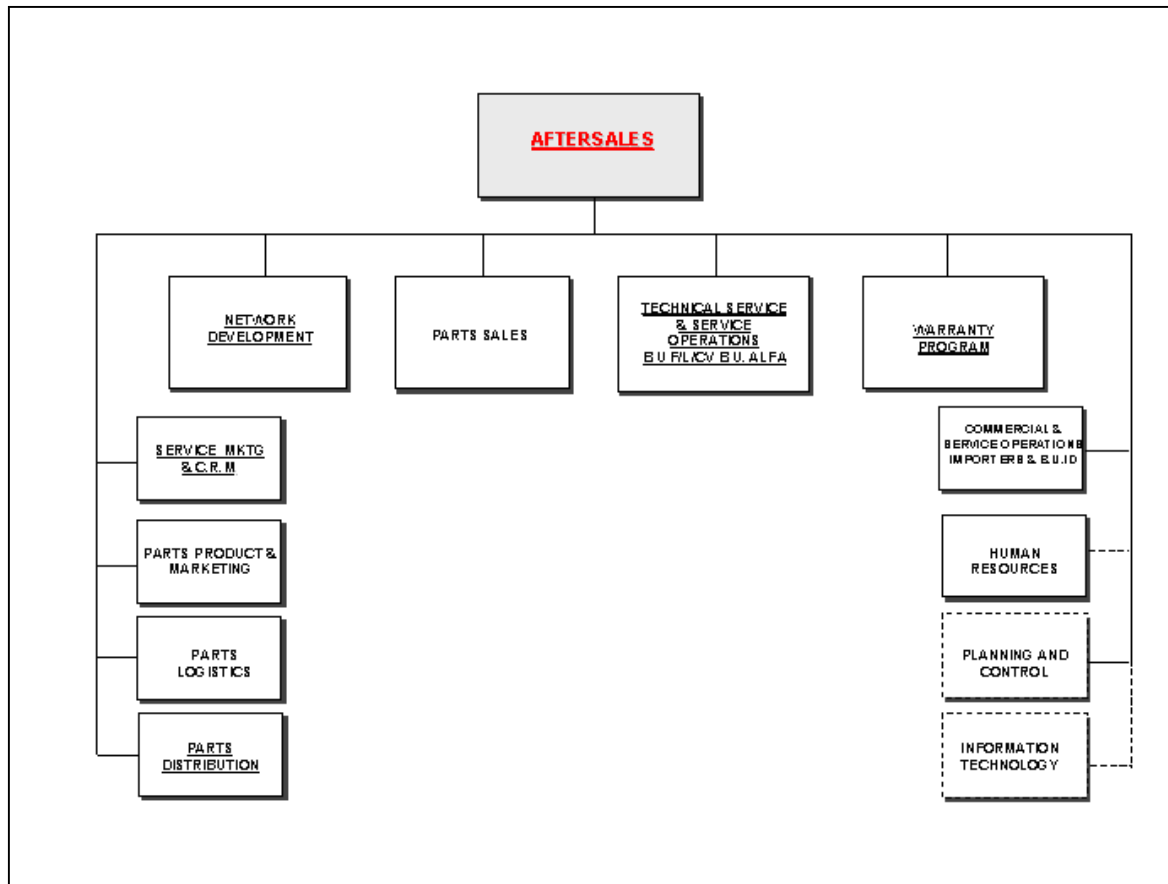 AFTERSALES
NETWORK
DEVELOPMENT
PARTS SALES
TECHNICAL SERVICE
& SERVICE
OPERATIONS
B.U F/L/CV B.U. ALFA
WARRANTY
PROGRAM
SERVICE MKTG
& C.R.M
PARTS PRODUCT &
MARKETING
PARTS
LOGISTICS
PARTS
DISTRIBUTION
COMMERCIAL &
SERVICE OPERATIONS
IMPORTERS & B.U.ID
HUMAN
RESOURCES
PLANNING AND
CONTROL
INFORMATION
TECHNOLOGY